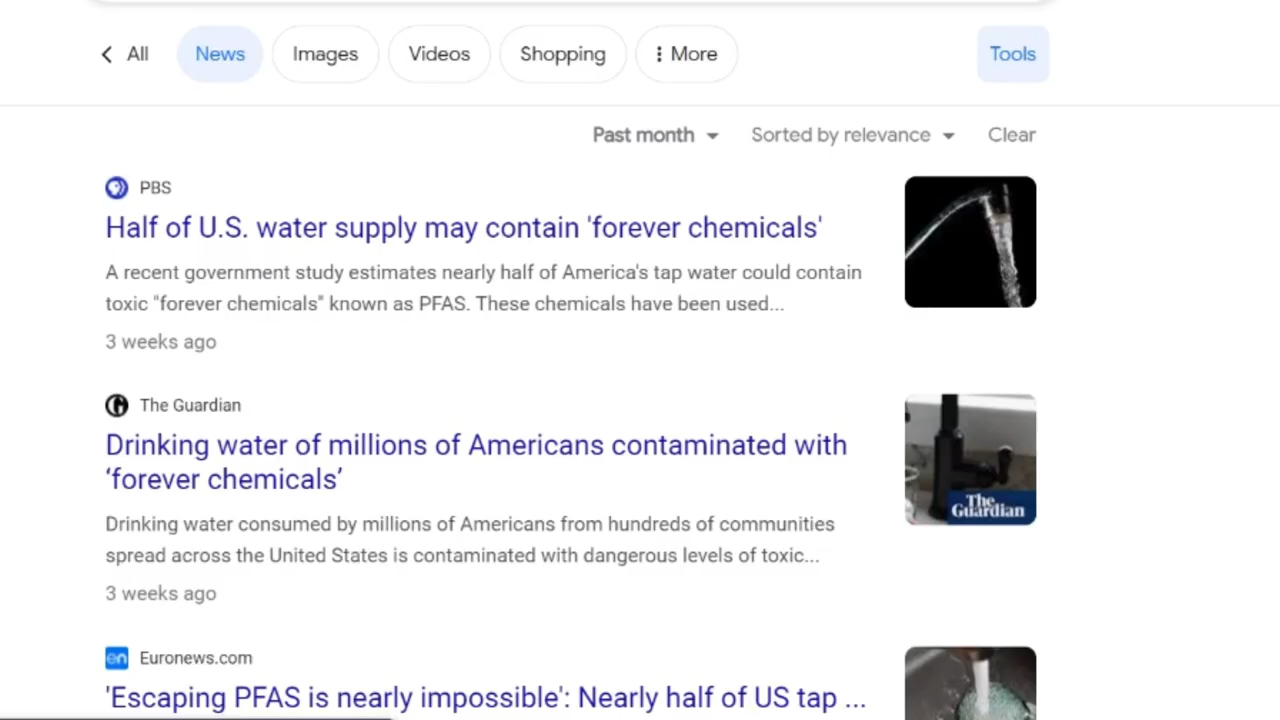 All News Images Videos Shopping More Tools
Past month Sorted by relevance Clear
PBS
Half of U.S. water supply may contain 'forever chemicals'
A recent government study estimates nearly half of America's tap water could contain
toxic "forever chemicals" known as PFAS. These chemicals have been used...
3 weeks ago
The Guardian
Drinking water of millions of Americans contaminated with
‘forever chemicals’
The
Guardian
Drinking water consumed by millions of Americans from hundreds of communities
spread across the United States is contaminated with dangerous levels of toxic...
3 weeks ago
en Euronews.com
'Escaping PFAS is nearly impossible': Nearly half of US tap ...